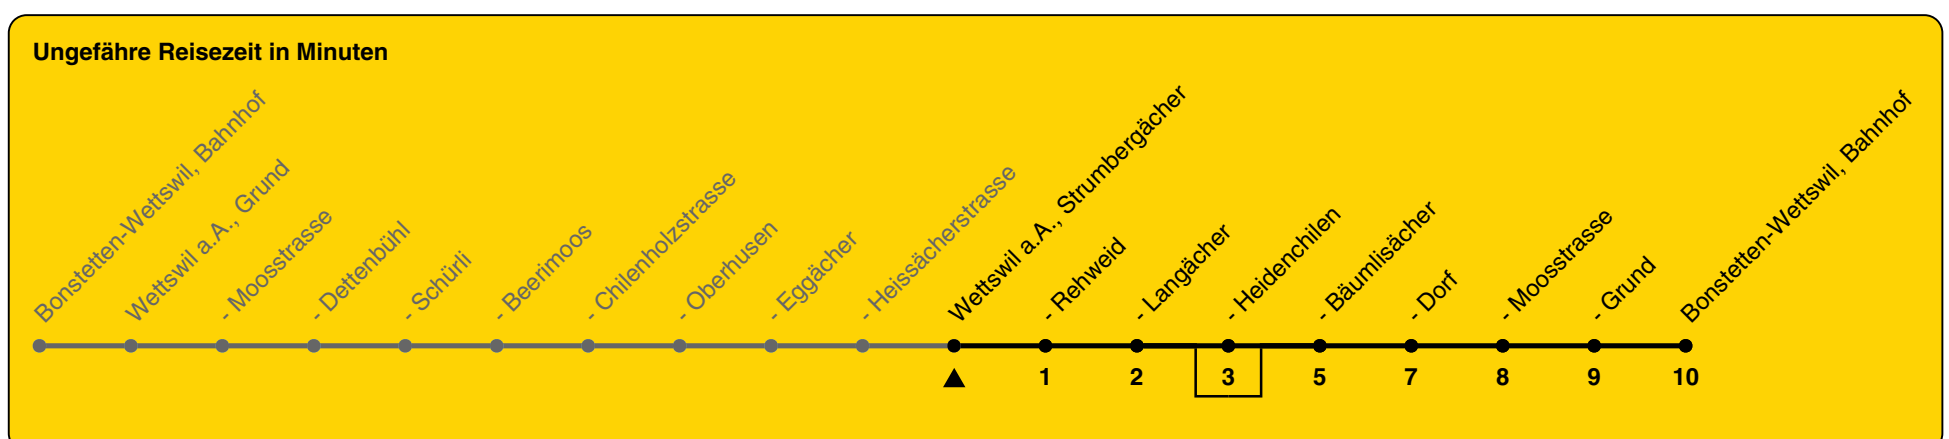 Ungefähre Reisezeit in Minuten
Bonstetten-Wettswil, Bahnhof
Wettswil a.A., Grund
- Moosstrasse
- Dettenbühl
- Schürli
- Beerimoos
- Chilenholzstrasse
- Oberhusen
- Eggächer
- Heissächerstrasse
Wettswil a.A., Strumbergächer
- Rehweid
- Langächer
- Heidenchilen
- Bäumlisächer
- Dorf
- Moosstrasse
- Grund
Bonstetten-Wettswil, Bahnhof
1 2 3 5 7 8 9 10